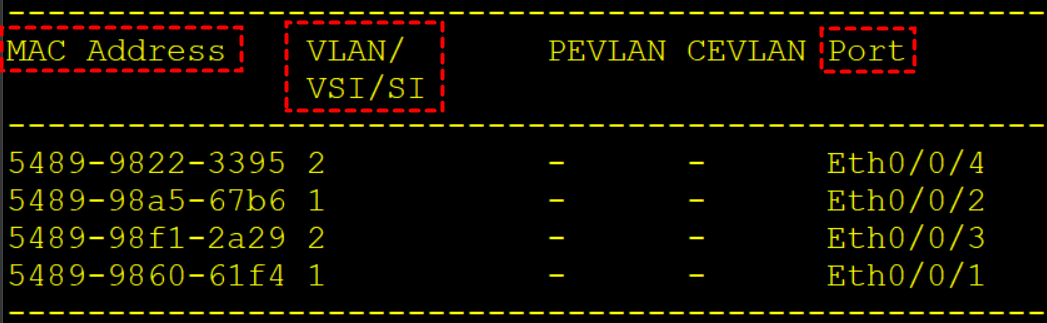 MAC Address VLAN/ PEVLAN CEVLAN Port
VSI/SI
5489-9822-3395 2 - - Eth0/0/4
5489-98a5-67b6 1 - - Eth0/0/2
5489-98f1-2a29 2 - - Eth0/0/3
5489-9860-61f4 1 - - Eth0/0/1